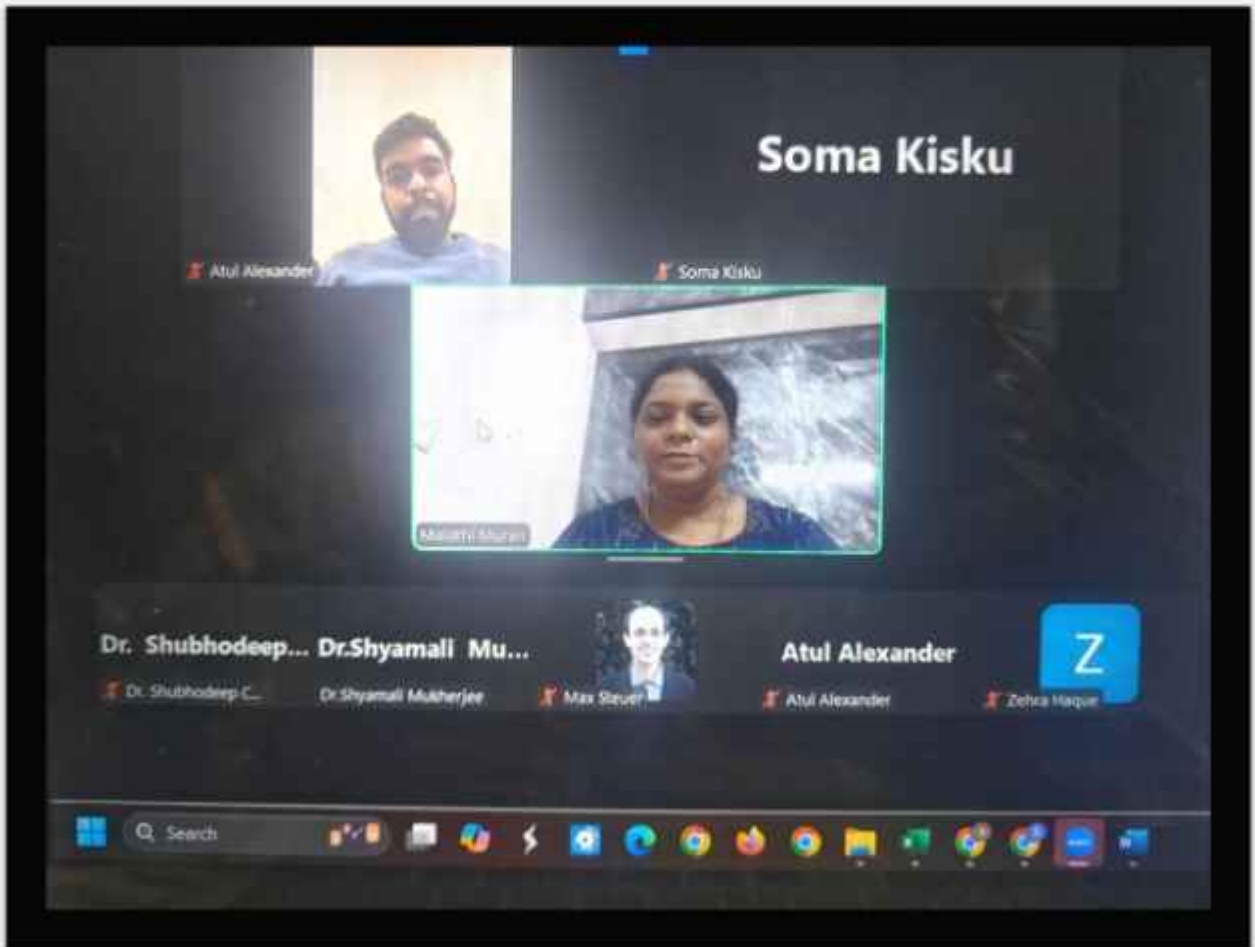 Soma Kisku
Atul Alexander
Soma Kisku
Dr. Shubhodeep... Dr.Shyamali Mu...
Atul Alexander
Z
Dr. Shubhodeep C...
Dr.Shyamali Mukherjee
Max Steuer
Atul Alexander
Zehra Haque
Search